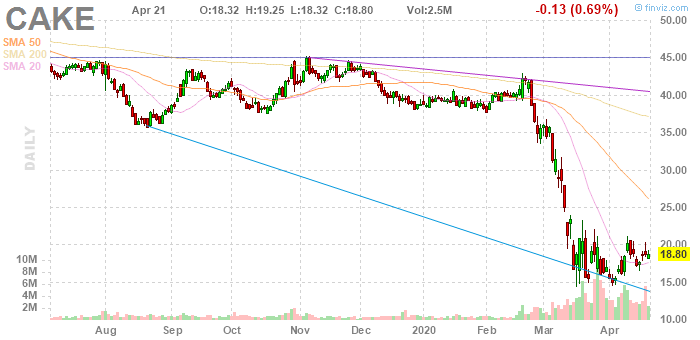 CAKE
Apr 21 O:18.32 H:19.25 L:18.32 C:18.80 Vol:2.5M -0.13 (0.69%)
© finviz.com
SMA 50
SMA 200
SMA 20
DAILY
50.00
45.00
40.00
35.00
30.00
25.00
20.00
18.80
15.00
10.00
10M
8M
6M
4M
2M
Aug Sep Oct Nov Dec 2020 Feb Mar Apr